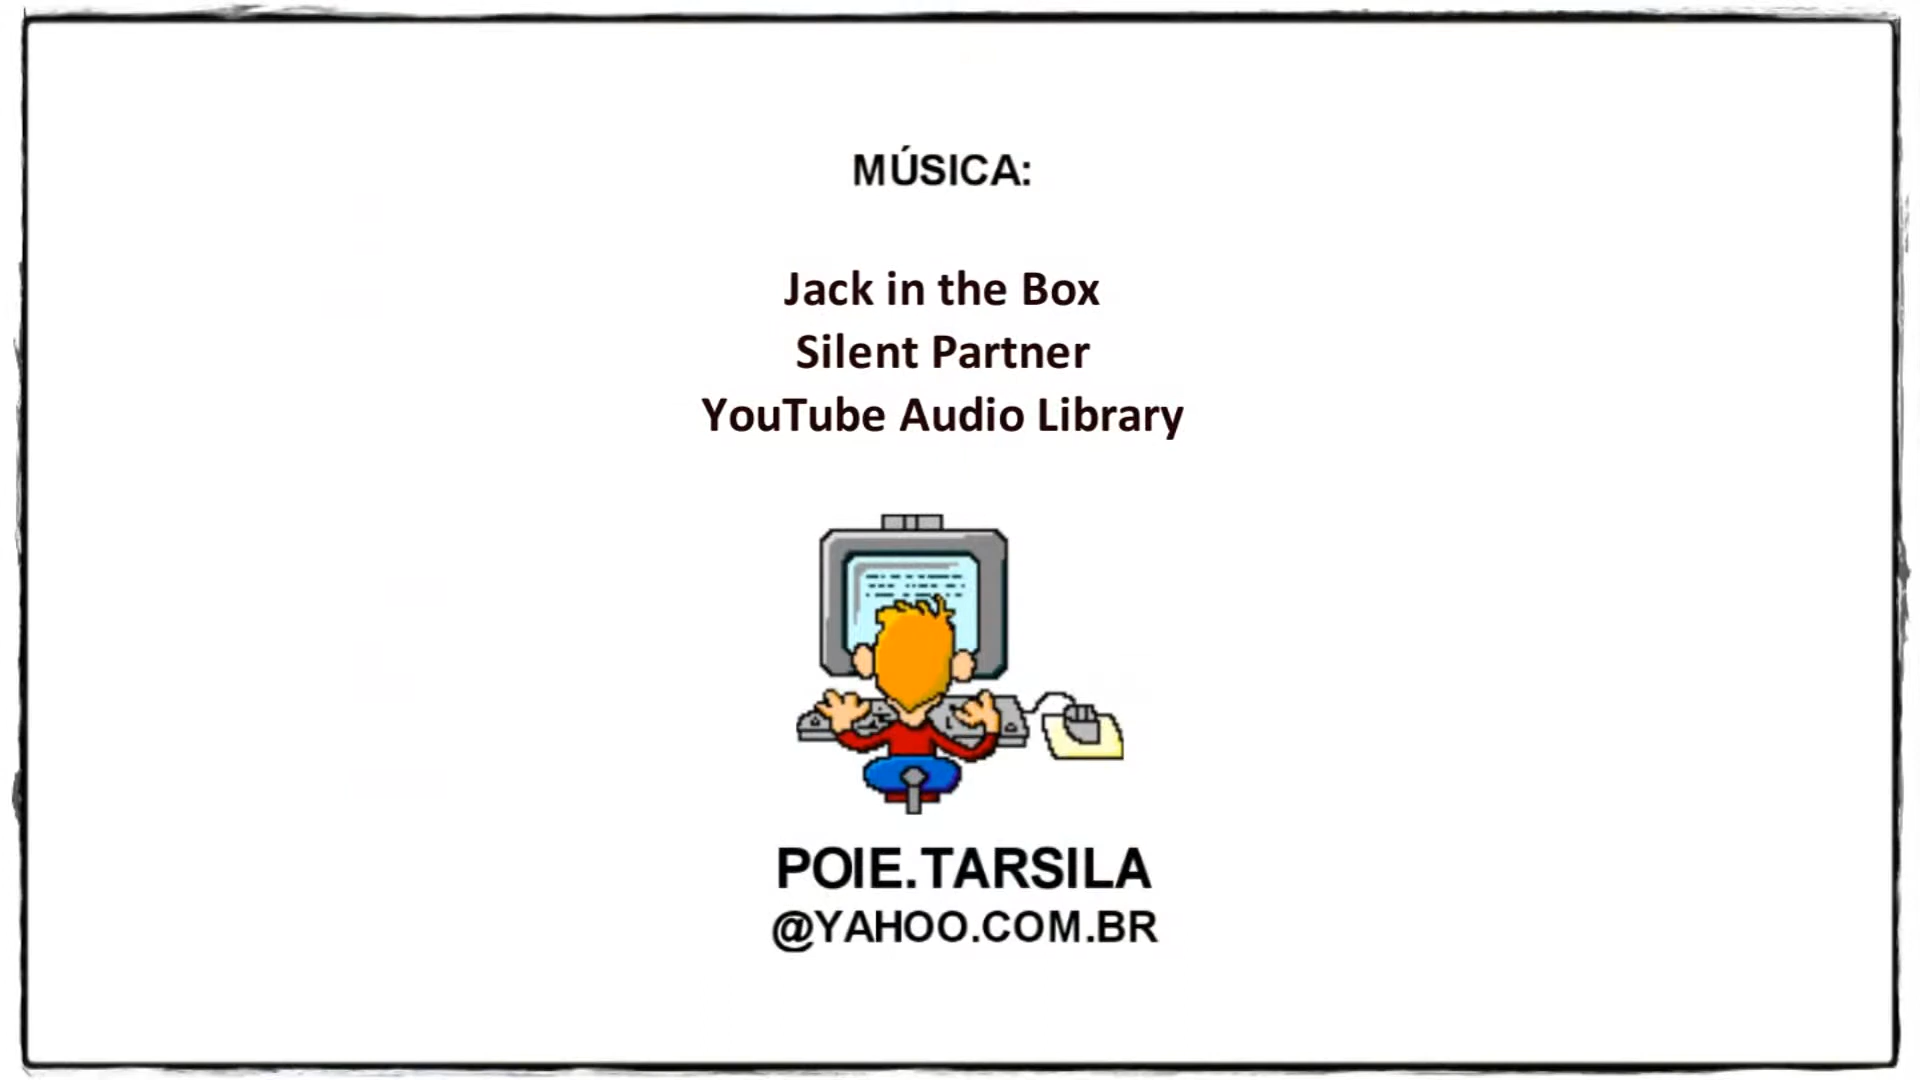 MÚSICA:
Jack in the Box
Silent Partner
YouTube Audio Library
POIE.TARSILA
@YAHOO.COM.BR